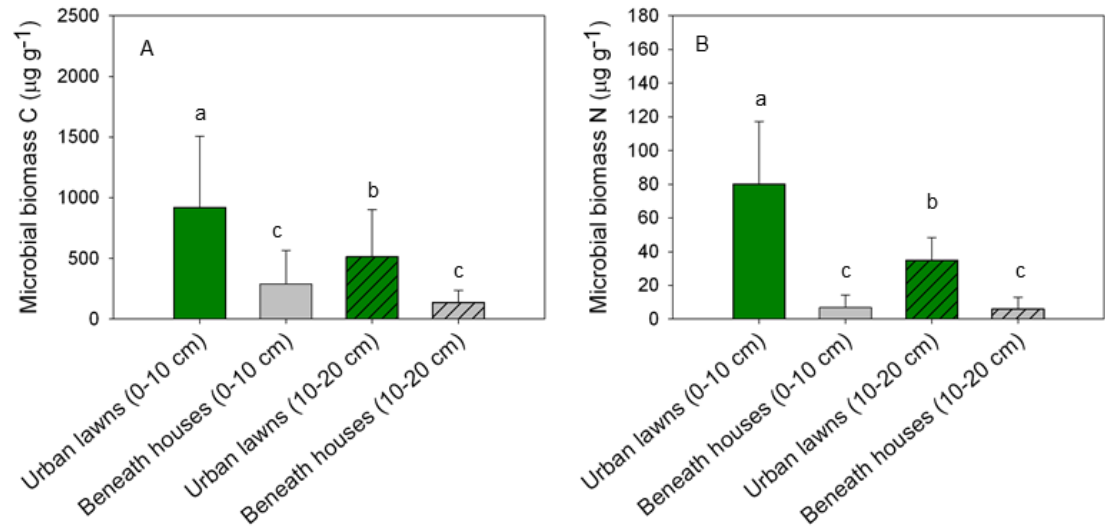 A
Microbial biomass C (µg g⁻¹)
2500
2000
1500
1000
500
0
a
c
b
c
Urban lawns (0-10 cm)
Beneath houses (0-10 cm)
Urban lawns (10-20 cm)
Beneath houses (10-20 cm)
B
Microbial biomass N (µg g⁻¹)
180
160
140
120
100
80
60
40
20
0
a
c
b
c
Urban lawns (0-10 cm)
Beneath houses (0-10 cm)
Urban lawns (10-20 cm)
Beneath houses (10-20 cm)